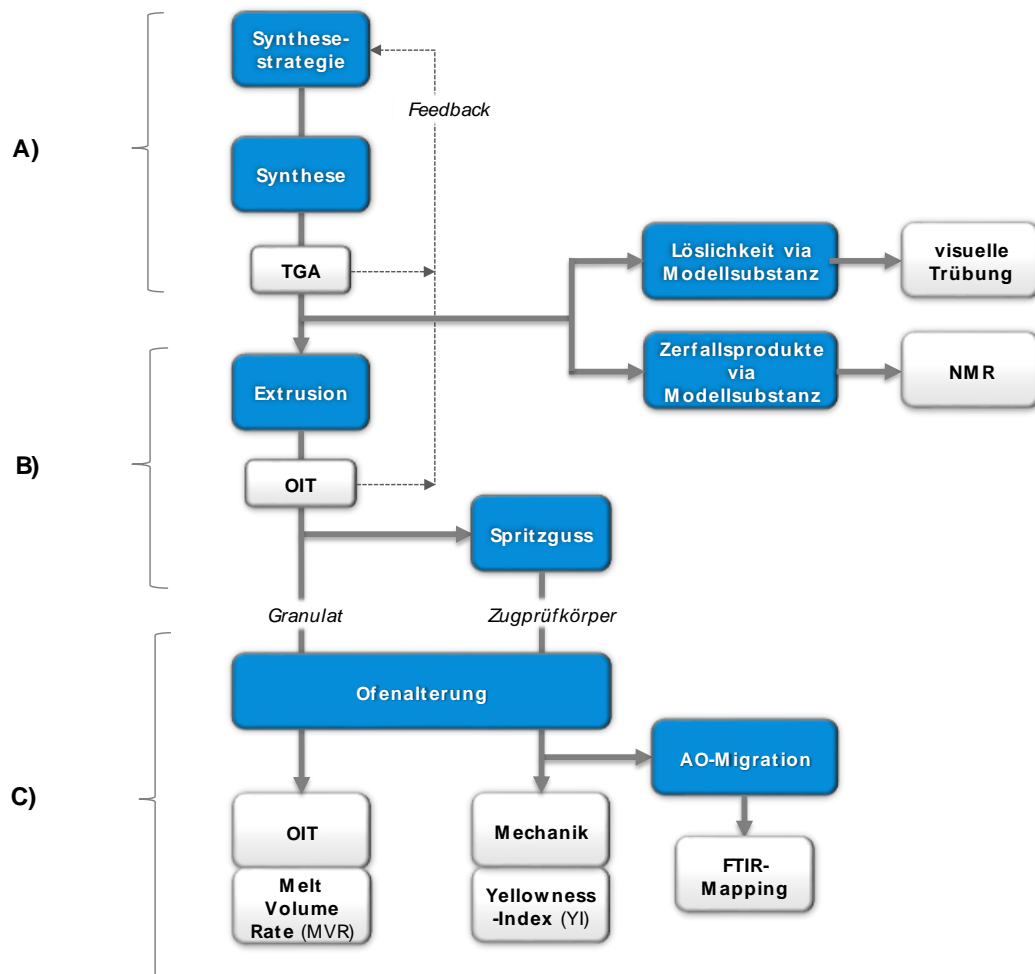 A)
Synthese-
strategie
Feedback
Synthese
TGA
Löslichkeit via
Modellsubstanz
visuelle
Trübung
Zerfallsprodukte
via
Modellsubstanz
NMR
B)
Extrusion
OIT
Spritzguss
Granulat
Zugprüfkörper
C)
Ofenalterung
AO-Migration
OIT
Melt
Volume
Rate (MVR)
Mechanik
Yellowness
-Index (YI)
FTIR-
Mapping